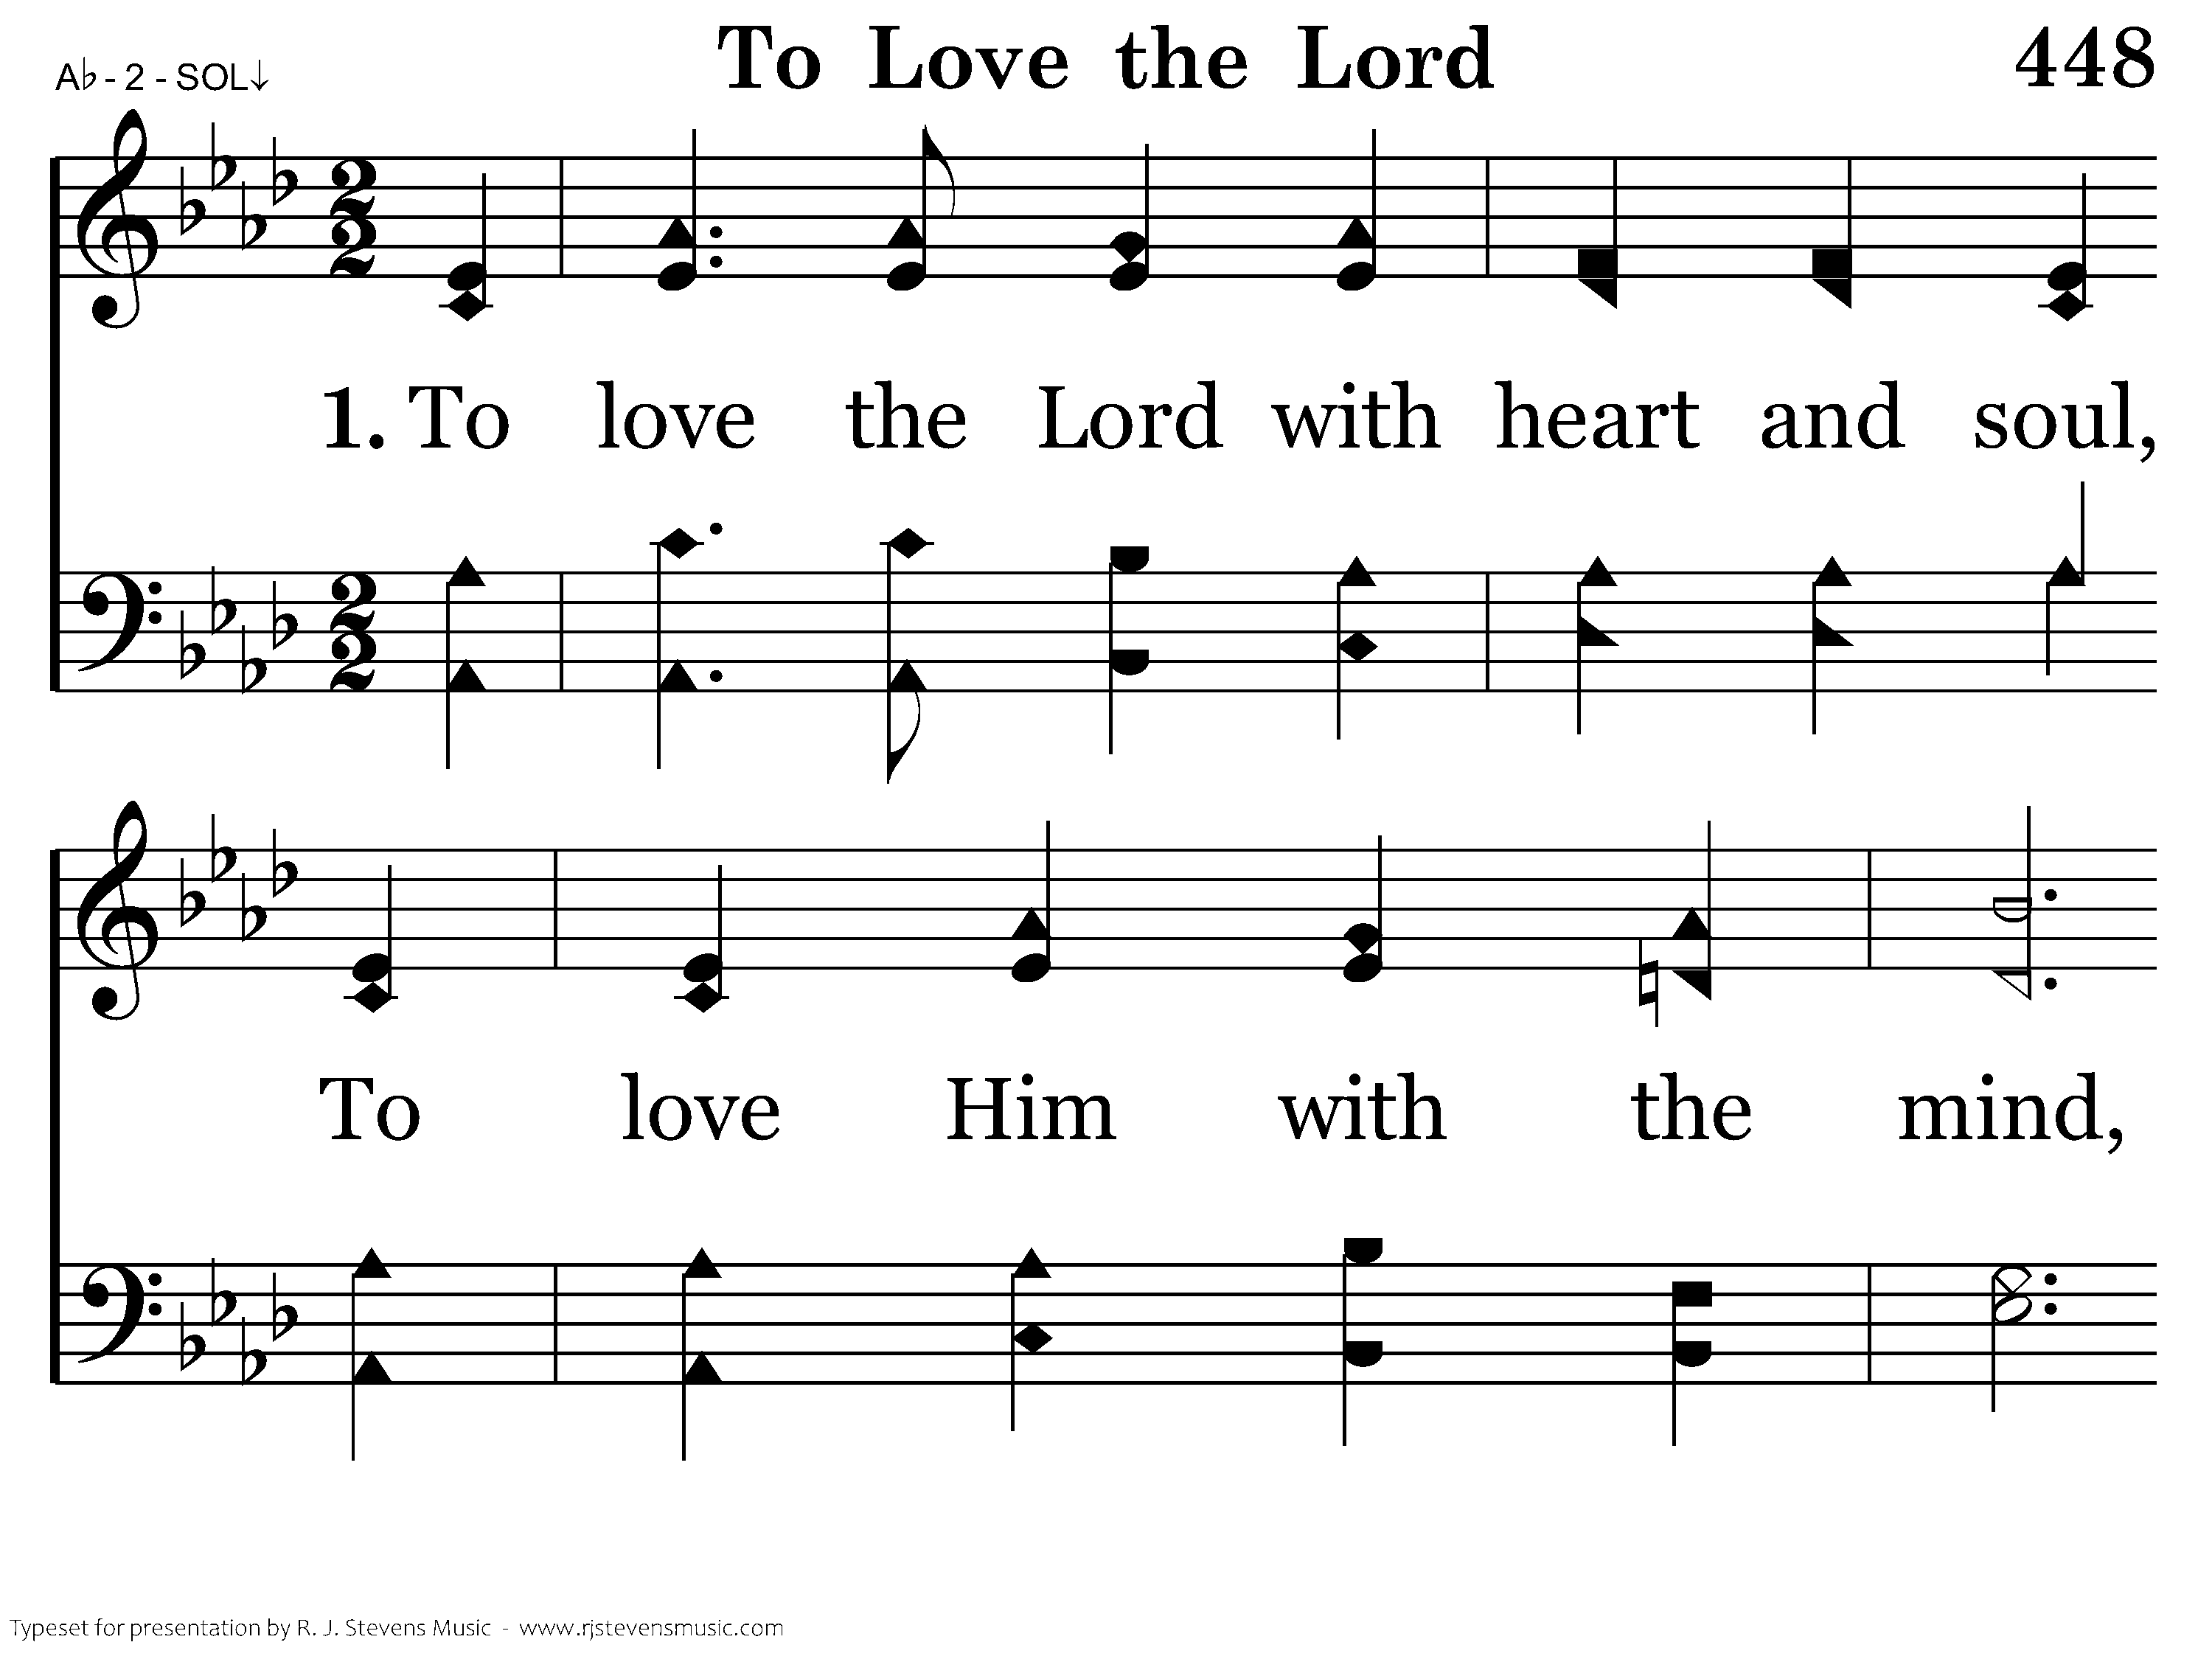 To Love the Lord 448
A♭ - 2 - SOL↓
1. To love the Lord with heart and soul,
To love Him with the mind,
Typeset for presentation by R. J. Stevens Music - www.rjstevensmusic.com